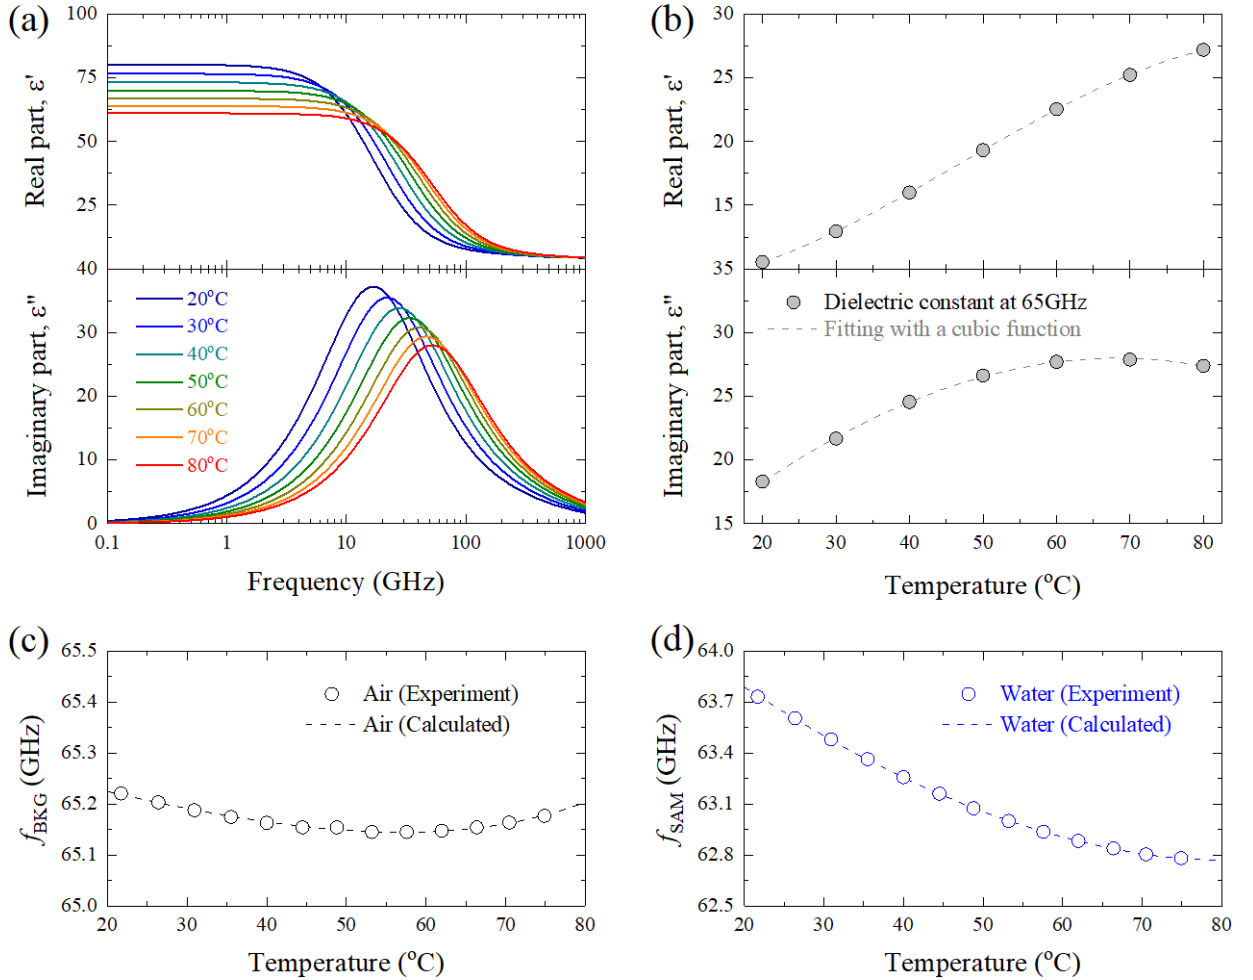 (a)
100
75
50
25
40
Real part, ε'
30
20
10
0
Imaginary part, ε''
20°C
30°C
40°C
50°C
60°C
70°C
80°C
0.1 1 10 100 1000
Frequency (GHz)
(b)
30
25
20
15
35
Real part, ε'
30
25
20
15
Imaginary part, ε''
Dielectric constant at 65GHz
Fitting with a cubic function
20 30 40 50 60 70 80
Temperature (°C)
(c)
65.5
65.4
65.3
65.2
65.1
65.0
fBKG (GHz)
Air (Experiment)
Air (Calculated)
20 30 40 50 60 70 80
Temperature (°C)
(d)
64.0
63.7
63.4
63.1
62.8
62.5
fSAM (GHz)
Water (Experiment)
Water (Calculated)
20 30 40 50 60 70 80
Temperature (°C)